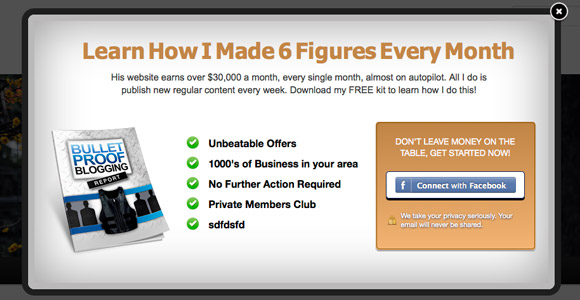 Learn How I Made 6 Figures Every Month
His website earns over $30,000 a month, every single month, almost on autopilot. All I do is
publish new regular content every week. Download my FREE kit to learn how I do this!
BULLET
PROOF
BLOGGING
REPORT
Unbeatable Offers
1000's of Business in your area
No Further Action Required
Private Members Club
sdfdsfd
DON'T LEAVE MONEY ON THE
TABLE, GET STARTED NOW!
f Connect with Facebook
We take your privacy seriously. Your
email will never be shared.